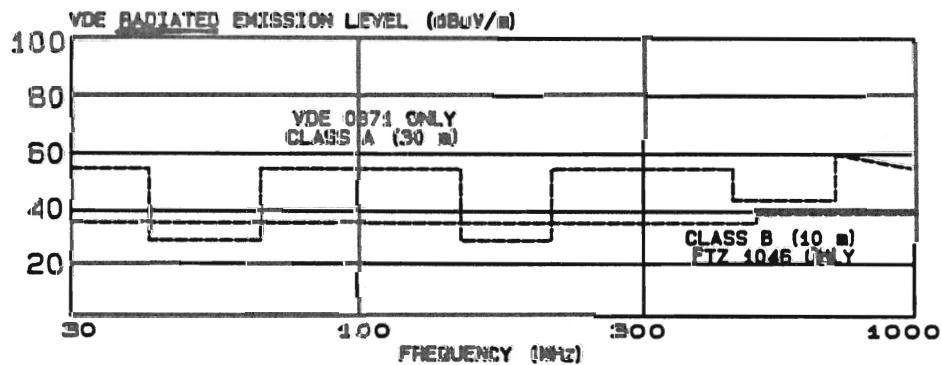 VDE RADIATED EMISSION LEVEL (dBuV/m)
100
80
VDE 0871 ONLY
CLASS A (30 m)
60
40
CLASS B (10 m)
FTZ 1046 ONLY
20
30 100 300 1000
FREQUENCY (MHz)